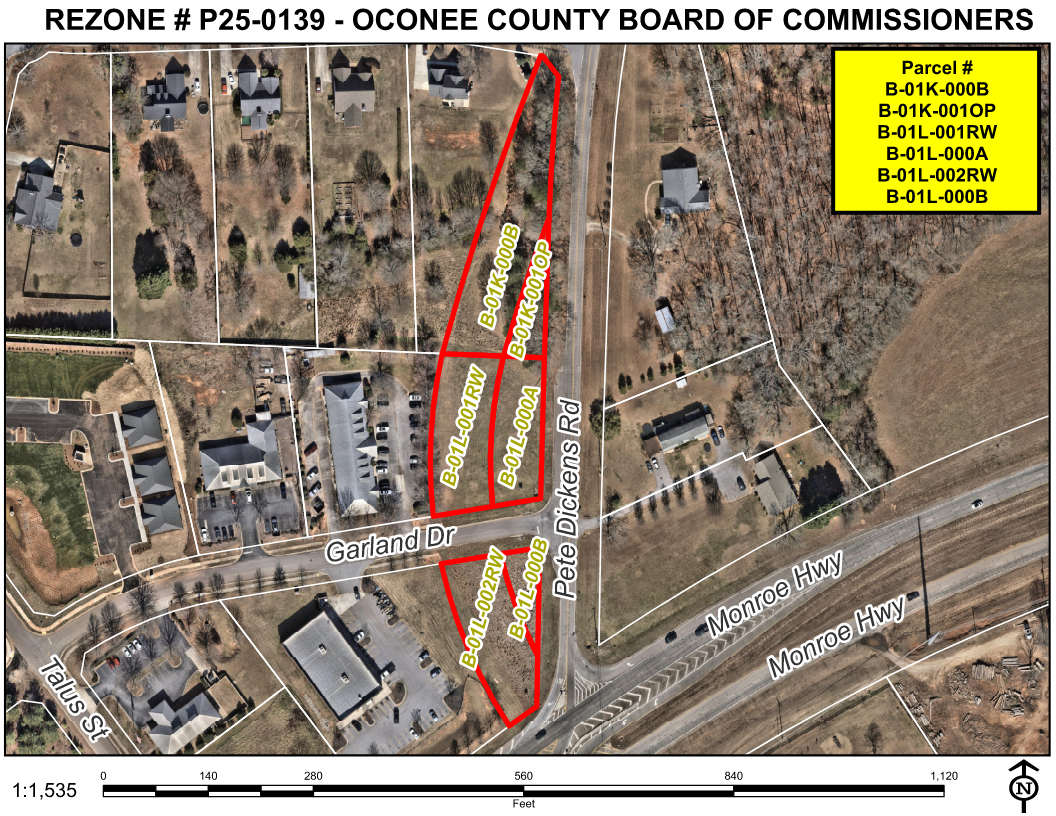 REZONE # P25-0139 - OCONEE COUNTY BOARD OF COMMISSIONERS
Parcel #
B-01K-000B
B-01K-001OP
B-01L-001RW
B-01L-000A
B-01L-002RW
B-01L-000B
B-01K-000B
B-01K-001OP
B-01L-001RW
B-01L-000A
Pete Dickens Rd
Garland Dr
B-01L-002RW
B-01L-000B
Monroe Hwy
Monroe Hwy
Talus St
1:1,535
0 140 280 560 840 1,120
Feet
N